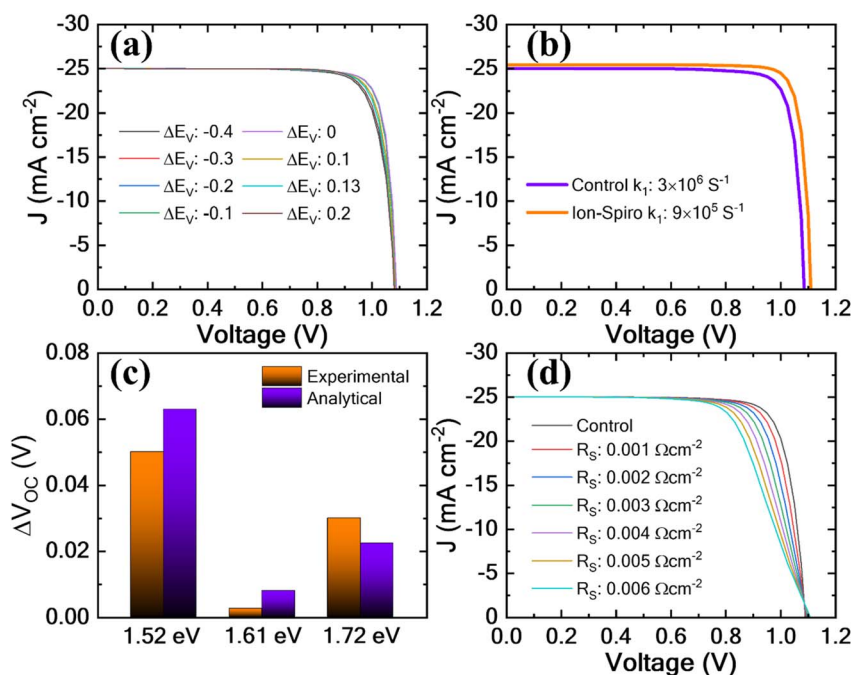 (a)
J (mA cm⁻²)
-30
-25
-20
-15
-10
-5
0
ΔE_V: -0.4
ΔE_V: 0
ΔE_V: -0.3
ΔE_V: 0.1
ΔE_V: -0.2
ΔE_V: 0.13
ΔE_V: -0.1
ΔE_V: 0.2
0.0 0.2 0.4 0.6 0.8 1.0 1.2
Voltage (V)
(b)
J (mA cm⁻²)
-30
-25
-20
-15
-10
-5
0
Control k₁: 3×10⁶ S⁻¹
Ion-Spiro k₁: 9×10⁵ S⁻¹
0.0 0.2 0.4 0.6 0.8 1.0 1.2
Voltage (V)
(c)
ΔV_OC (V)
0.08
0.06
0.04
0.02
0.00
Experimental
Analytical
1.52 eV 1.61 eV 1.72 eV
(d)
J (mA cm⁻²)
-30
-25
-20
-15
-10
-5
0
Control
R_S: 0.001 Ωcm⁻²
R_S: 0.002 Ωcm⁻²
R_S: 0.003 Ωcm⁻²
R_S: 0.004 Ωcm⁻²
R_S: 0.005 Ωcm⁻²
R_S: 0.006 Ωcm⁻²
0.0 0.2 0.4 0.6 0.8 1.0 1.2
Voltage (V)